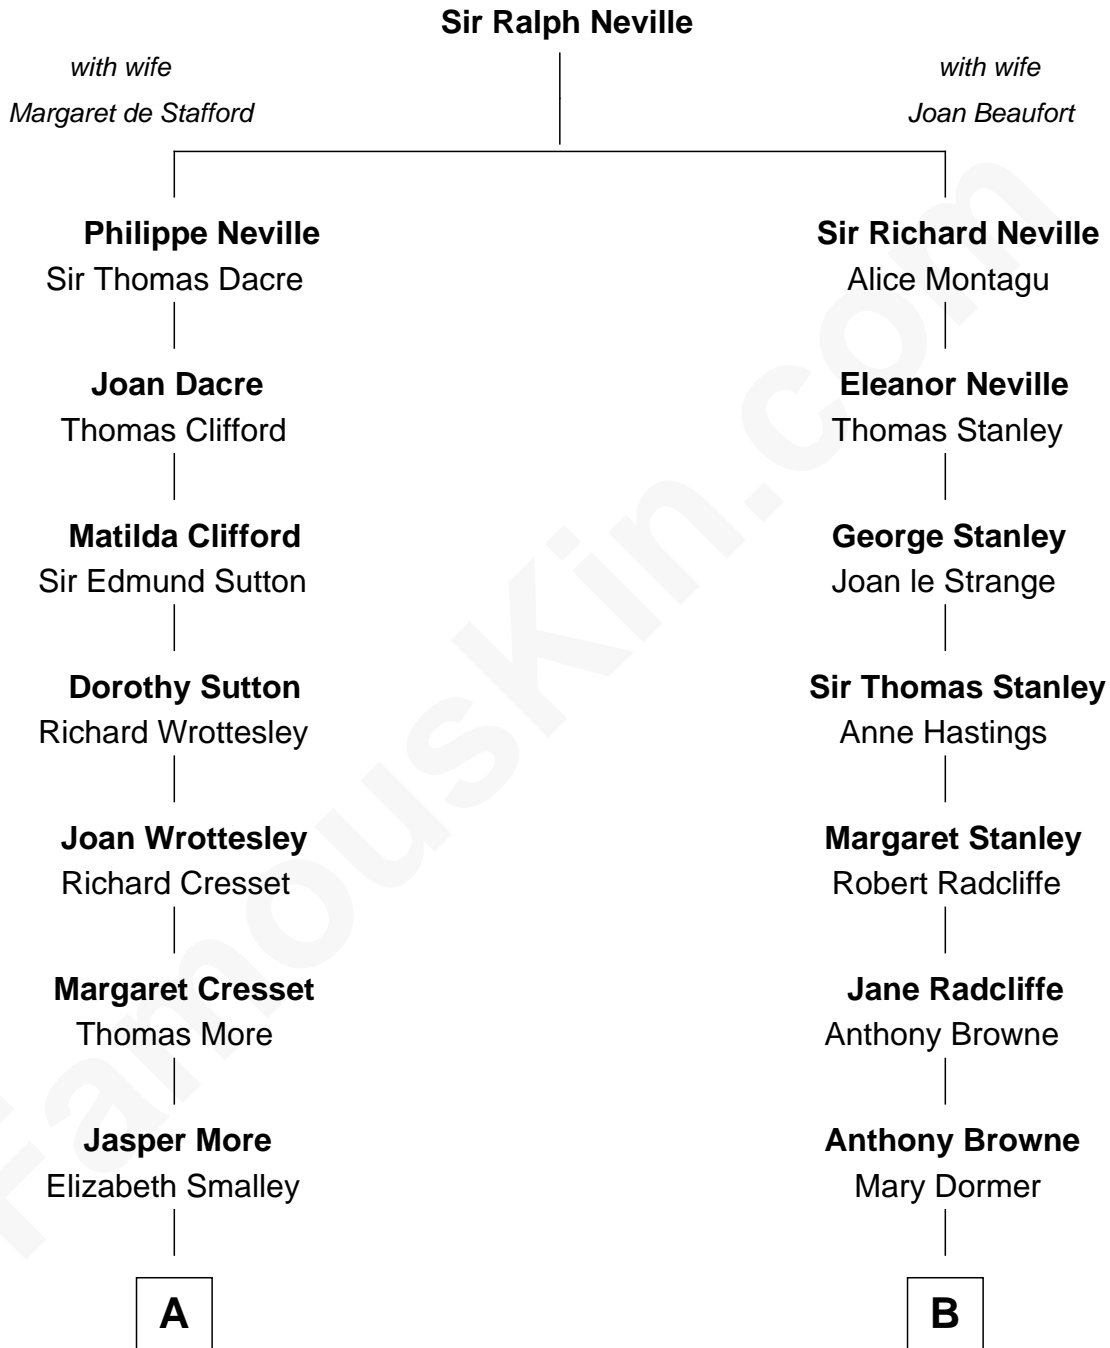 Sir Ralph Neville
with wife
Margaret de Stafford
with wife
Joan Beaufort
Philippe Neville
Sir Thomas Dacre
Sir Richard Neville
Alice Montagu
Joan Dacre
Thomas Clifford
Eleanor Neville
Thomas Stanley
Matilda Clifford
Sir Edmund Sutton
George Stanley
Joan le Strange
Dorothy Sutton
Richard Wrottesley
Sir Thomas Stanley
Anne Hastings
Joan Wrottesley
Richard Cresset
Margaret Stanley
Robert Radcliffe
Margaret Cresset
Thomas More
Jane Radcliffe
Anthony Browne
Jasper More
Elizabeth Smalley
Anthony Browne
Mary Dormer
A
B
FamousKin.com